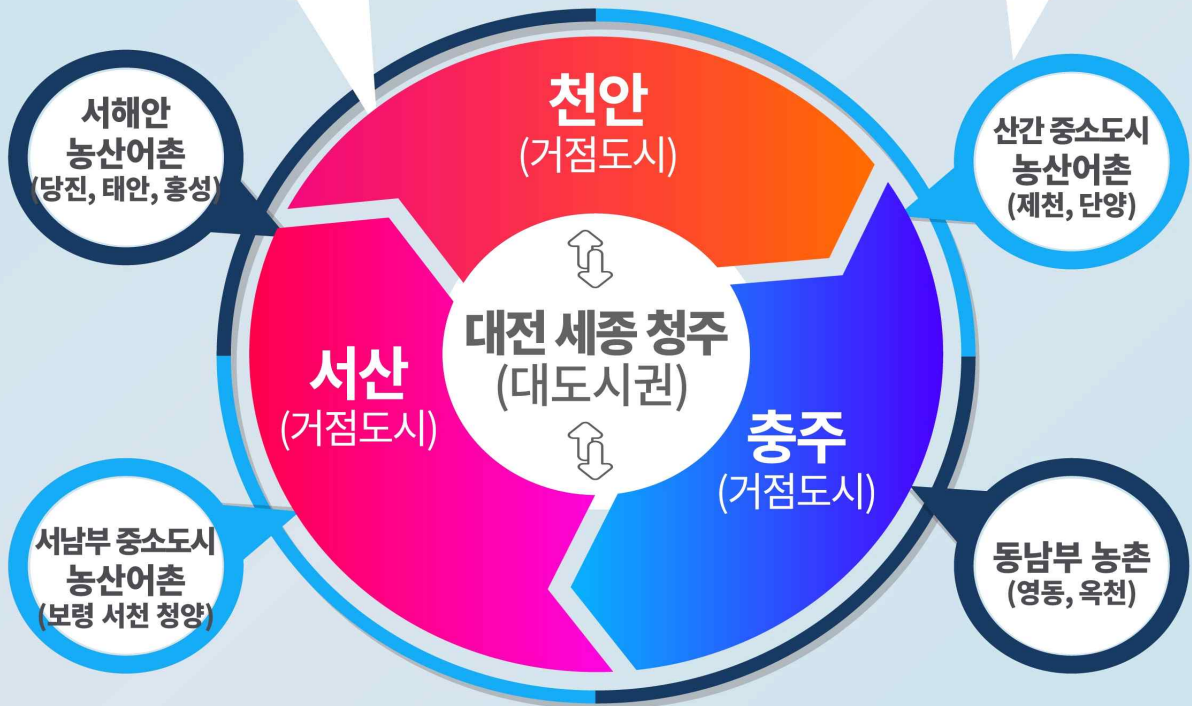 천안
(거점도시)
서해안
농산어촌
(당진, 태안, 홍성)
산간 중소도시
농산어촌
(제천, 단양)
대전 세종 청주
(대도시권)
서산
(거점도시)
충주
(거점도시)
서남부 중소도시
농산어촌
(보령 서천 청양)
동남부 농촌
(영동, 옥천)